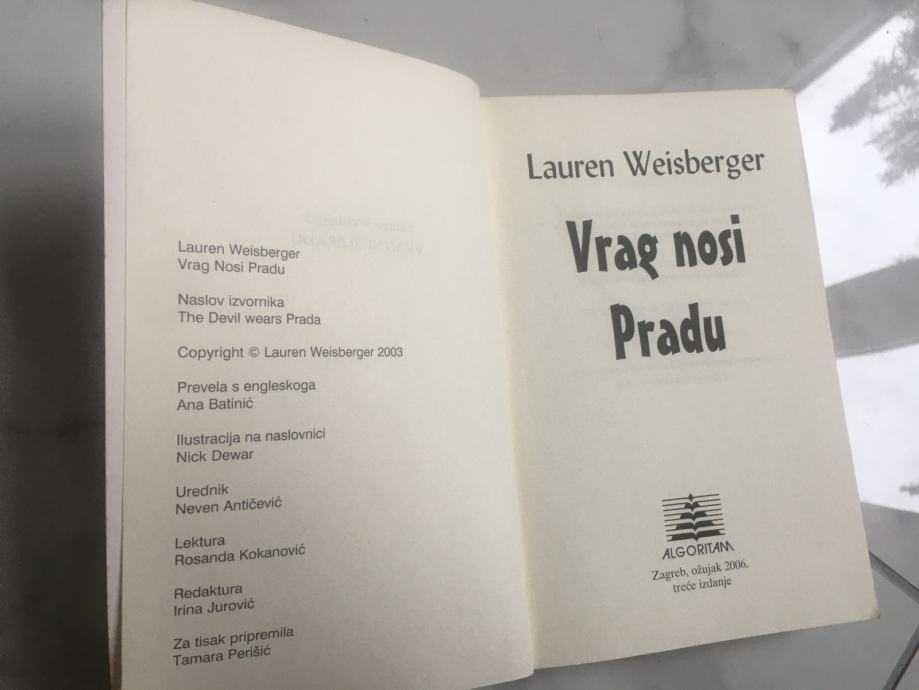 Lauren Weisberger
Vrag Nosi Pradu
Naslov izvornika
The Devil wears Prada
Copyright © Lauren Weisberger 2003
Prevela s engleskoga
Ana Batinić
Ilustracija na naslovnici
Nick Dewar
Urednik
Neven Antičević
Lektura
Rosanda Kokanović
Redaktura
Irina Jurović
Za tisak pripremila
Tamara Perišić
Lauren Weisberger
Vrag nosi
Pradu
ALGORITAM
Zagreb, ožujak 2006.
treće izdanje